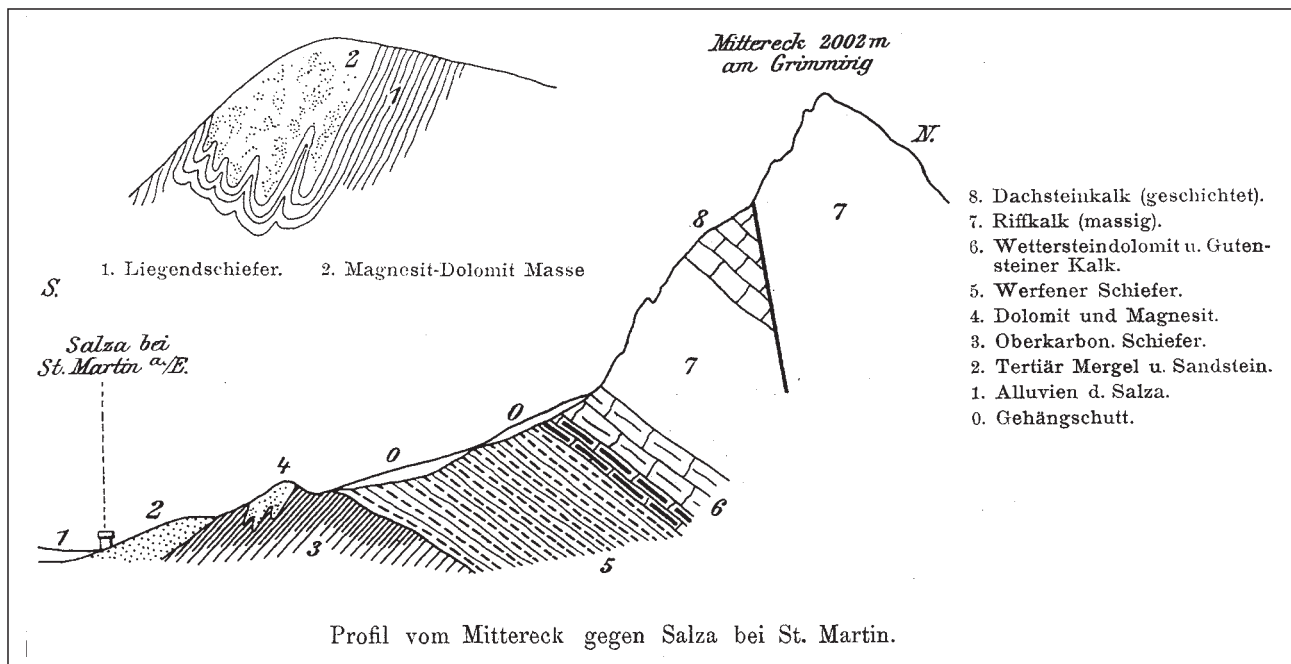 Mittereck 2002 m
am Grimming
2
1
N.
7
8
8. Dachsteinkalk (geschichtet).
7. Riffkalk (massig).
6. Wettersteindolomit u. Guten-
steiner Kalk.
5. Werfener Schiefer.
4. Dolomit und Magnesit.
3. Oberkarbon. Schiefer.
2. Tertiär Mergel u. Sandstein.
1. Alluvien d. Salza.
0. Gehängschutt.
1. Liegendschiefer. 2. Magnesit-Dolomit Masse
S.
Salza bei
St. Martin a/E.
7
0
0
4
2
1
3
5
6
Profil vom Mittereck gegen Salza bei St. Martin.